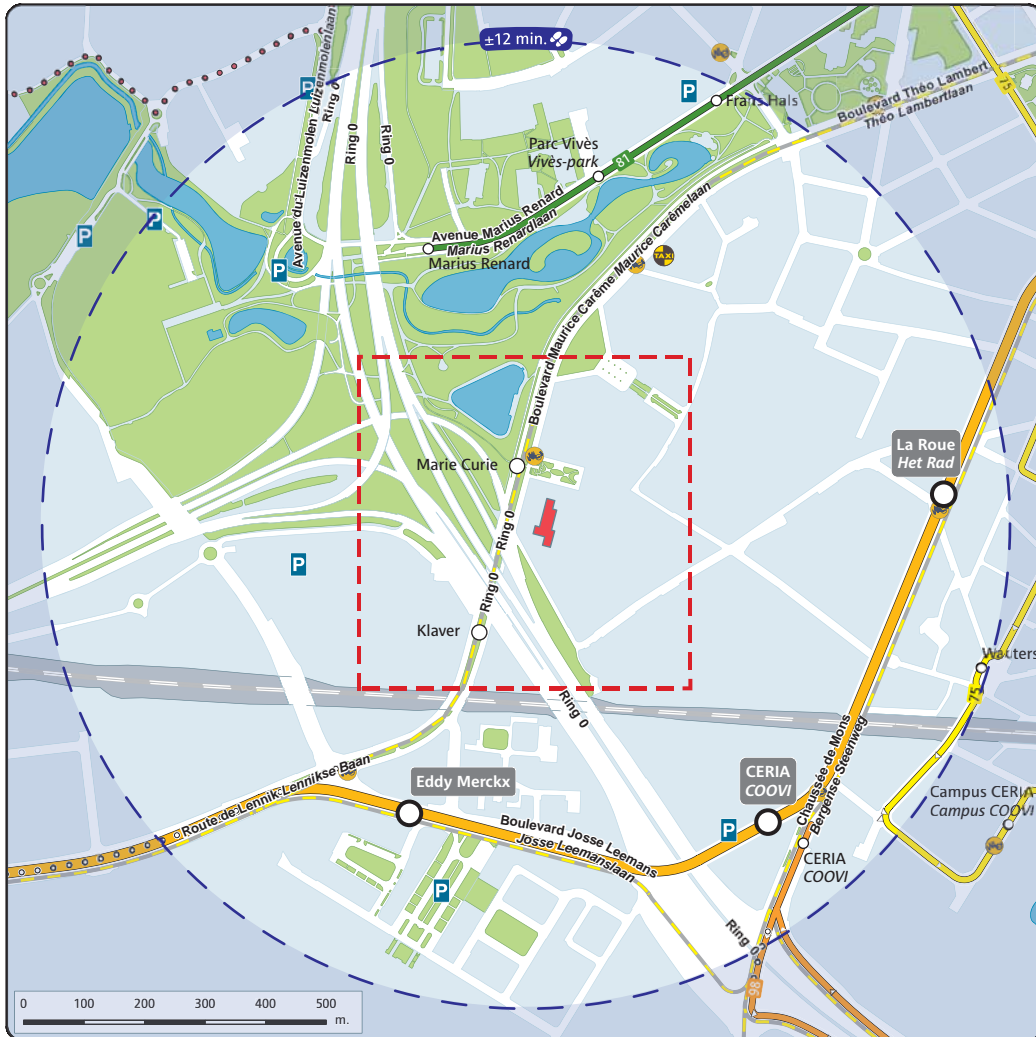 ±12 min.
P
Avenue du Luizenmolen Luizenmolenlaan
Ring 0
Ring 0
Ring 0
P
Frans Hals
Boulevard Théo Lambert
Théo Lambertlaan
75
Parc Vivès
Vivès-park
81
Avenue Marius Renard
Marius Renardlaan
Marius Renard
P
P
P
TAXI
Boulevard Maurice Carême Maurice Carêmelaan
La Roue
Het Rad
Marie Curie
Ring 0
P
Ring 0
Klaver
Wauters
75
Ring 0
Chaussée de Mons
Bergense Steenweg
Route de Lennik Lennikse Baan
Eddy Merckx
CERIA
COOVI
Campus CERIA
Campus COOVI
Boulevard Josse Leemans
Josse Leemanslaan
P
CERIA
COOVI
P
Ring 0
98
0 100 200 300 400 500
m.